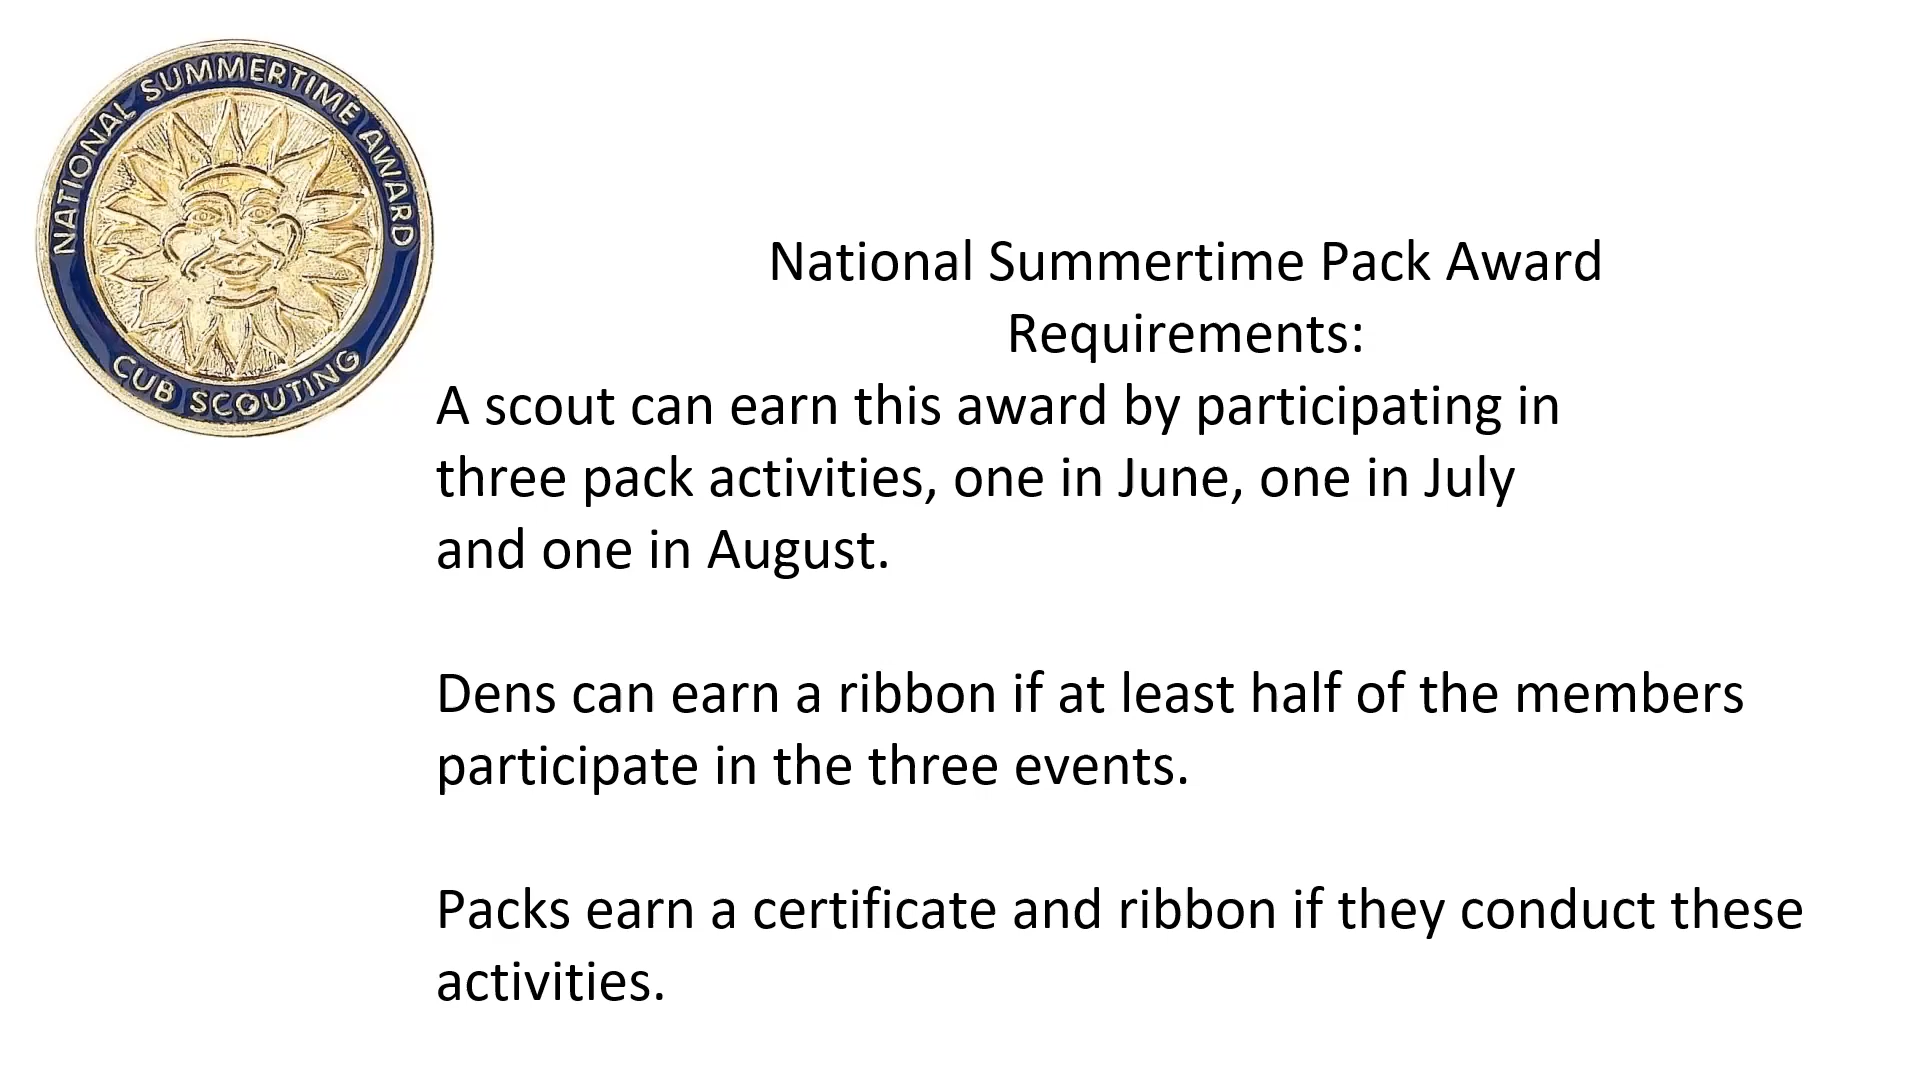 NATIONAL SUMMERTIME AWARD
CUB SCOUTING
National Summertime Pack Award
Requirements:
A scout can earn this award by participating in
three pack activities, one in June, one in July
and one in August.
Dens can earn a ribbon if at least half of the members
participate in the three events.
Packs earn a certificate and ribbon if they conduct these
activities.